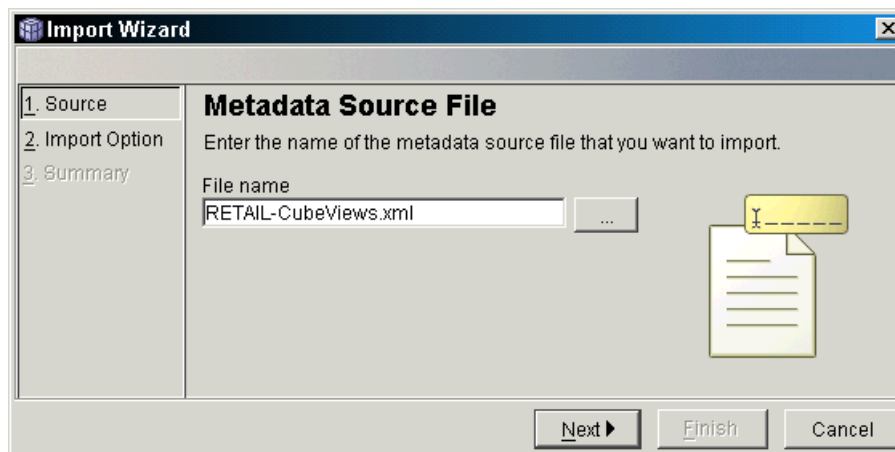 Import Wizard
1. Source
2. Import Option
3. Summary
Metadata Source File
Enter the name of the metadata source file that you want to import.
File name
RETAIL-CubeViews.xml
...
Next
Finish
Cancel